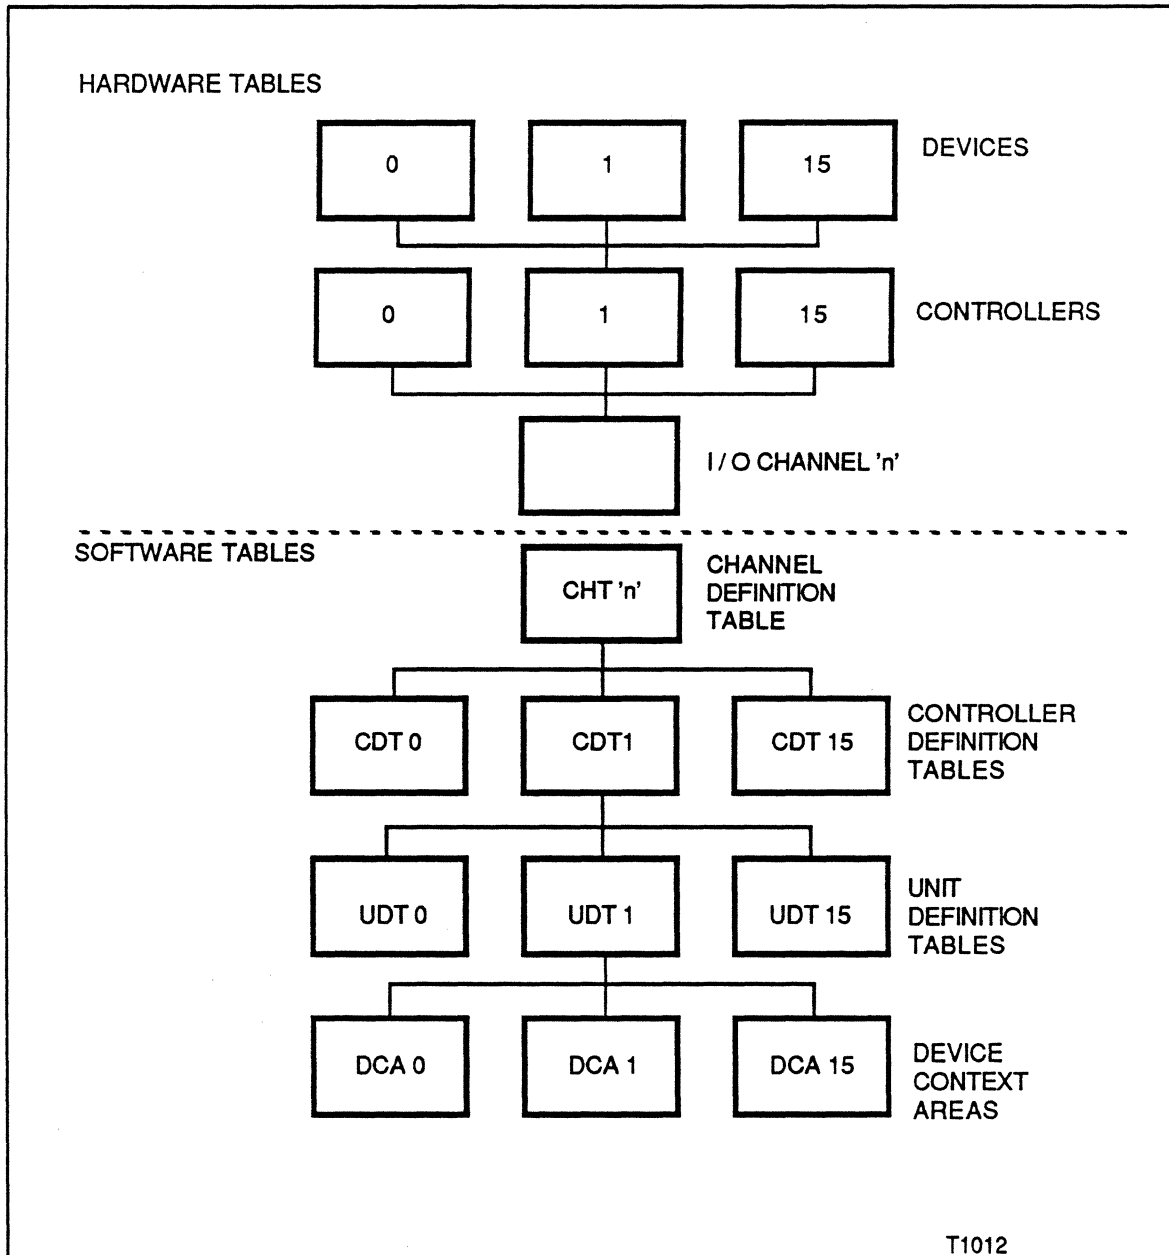 HARDWARE TABLES
0
1
15
DEVICES
0
1
15
CONTROLLERS
I / O CHANNEL 'n'
SOFTWARE TABLES
CHT 'n'
CHANNEL
DEFINITION
TABLE
CDT 0
CDT1
CDT 15
CONTROLLER
DEFINITION
TABLES
UDT 0
UDT 1
UDT 15
UNIT
DEFINITION
TABLES
DCA 0
DCA 1
DCA 15
DEVICE
CONTEXT
AREAS
T1012